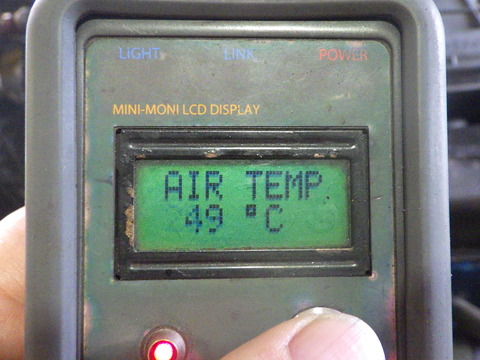 LiGHT LINK POWER
MINI-MONI LCD DISPLAY
AIR TEMP
49 °C